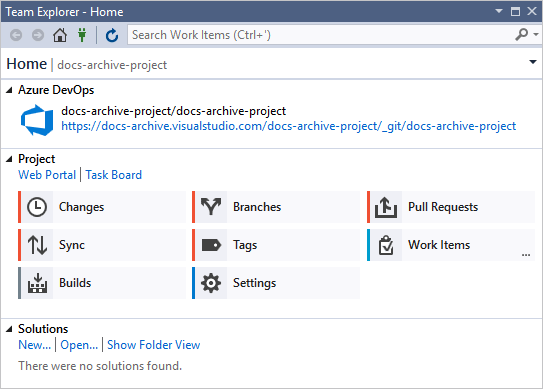 Team Explorer - Home
Search Work Items (Ctrl+')
Home | docs-archive-project
Azure DevOps
docs-archive-project/docs-archive-project
https://docs-archive.visualstudio.com/docs-archive-project/_git/docs-archive-project
Project
Web Portal | Task Board
Changes
Branches
Pull Requests
Sync
Tags
Work Items
...
Builds
Settings
Solutions
New... | Open... | Show Folder View
There were no solutions found.